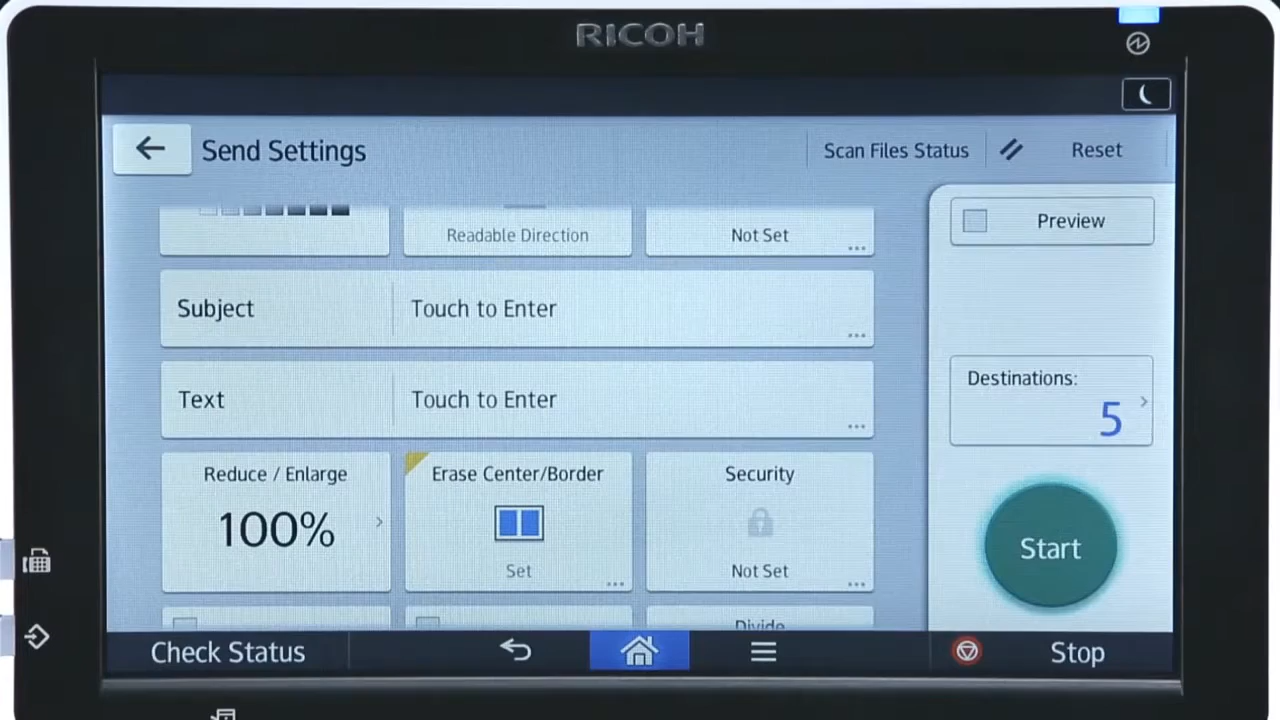 RICOH
Send Settings
Scan Files Status
Reset
Readable Direction
Not Set
Preview
Subject
Touch to Enter
Text
Touch to Enter
Destinations:
5
Reduce / Enlarge
100%
Erase Center/Border
Set
Security
Not Set
Start
Divide
Check Status
Stop